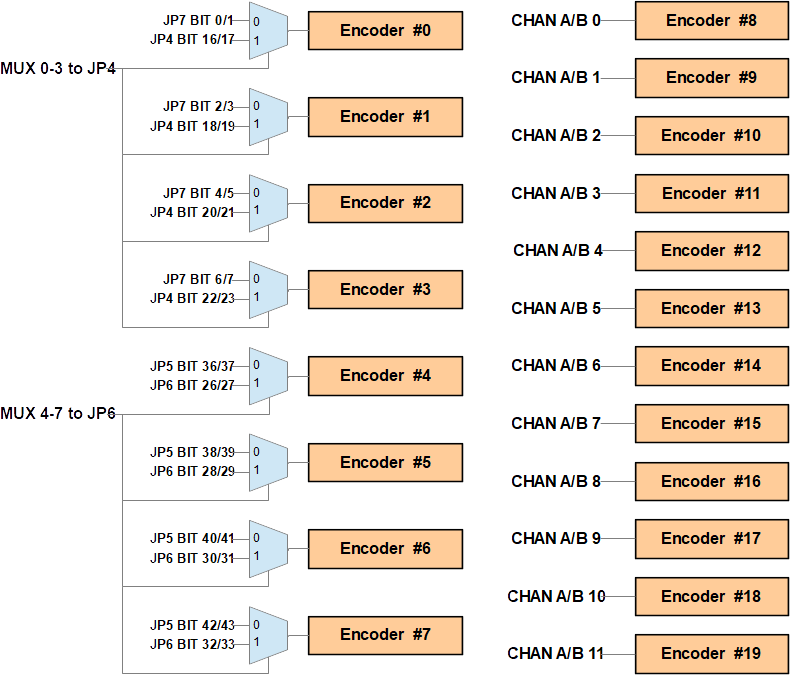 JP7 BIT 0/1
0
JP4 BIT 16/17
1
Encoder #0
MUX 0-3 to JP4
JP7 BIT 2/3
0
JP4 BIT 18/19
1
Encoder #1
JP7 BIT 4/5
0
JP4 BIT 20/21
1
Encoder #2
JP7 BIT 6/7
0
JP4 BIT 22/23
1
Encoder #3
JP5 BIT 36/37
0
JP6 BIT 26/27
1
Encoder #4
MUX 4-7 to JP6
JP5 BIT 38/39
0
JP6 BIT 28/29
1
Encoder #5
JP5 BIT 40/41
0
JP6 BIT 30/31
1
Encoder #6
JP5 BIT 42/43
0
JP6 BIT 32/33
1
Encoder #7
CHAN A/B 0
Encoder #8
CHAN A/B 1
Encoder #9
CHAN A/B 2
Encoder #10
CHAN A/B 3
Encoder #11
CHAN A/B 4
Encoder #12
CHAN A/B 5
Encoder #13
CHAN A/B 6
Encoder #14
CHAN A/B 7
Encoder #15
CHAN A/B 8
Encoder #16
CHAN A/B 9
Encoder #17
CHAN A/B 10
Encoder #18
CHAN A/B 11
Encoder #19